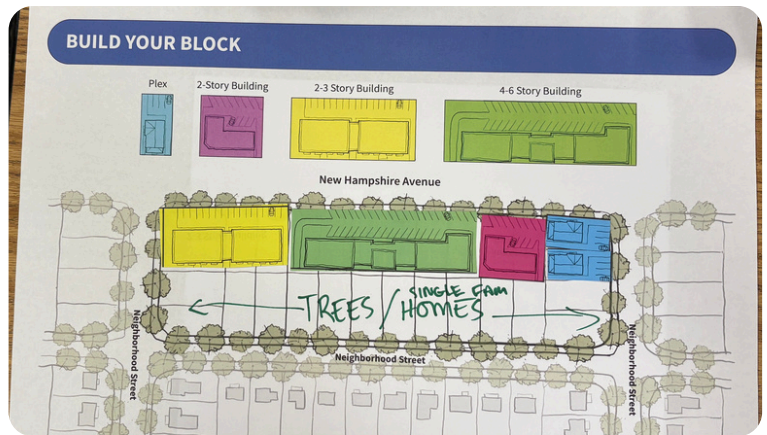 BUILD YOUR BLOCK
Plex
2-Story Building
2-3 Story Building
4-6 Story Building
New Hampshire Avenue
SINGLE FAM
TREES / HOMES
Neighborhood Street
Neighborhood Street
Neighborhood Street